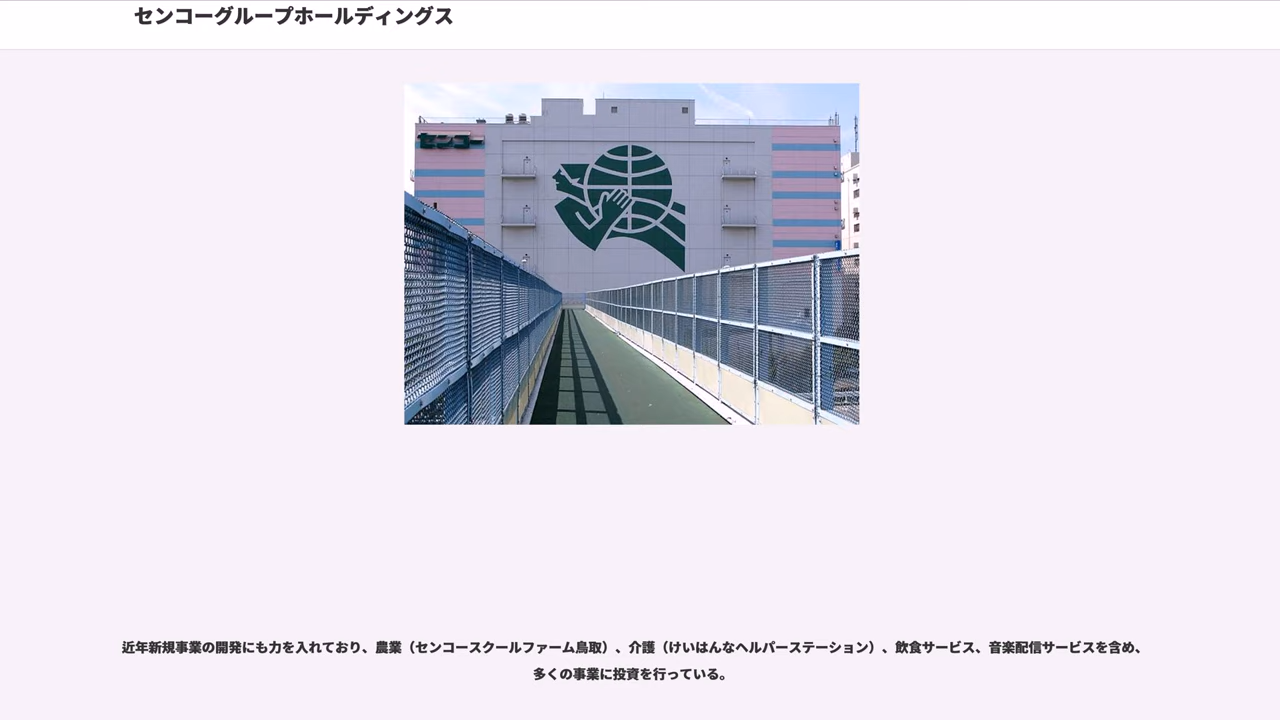 センコーグループホールディングス
センコー
近年新規事業の開発にも力を入れており、農業（センコースクールファーム鳥取）、介護（けいはんなヘルパーステーション）、飲食サービス、音楽配信サービスを含め、
多くの事業に投資を行っている。